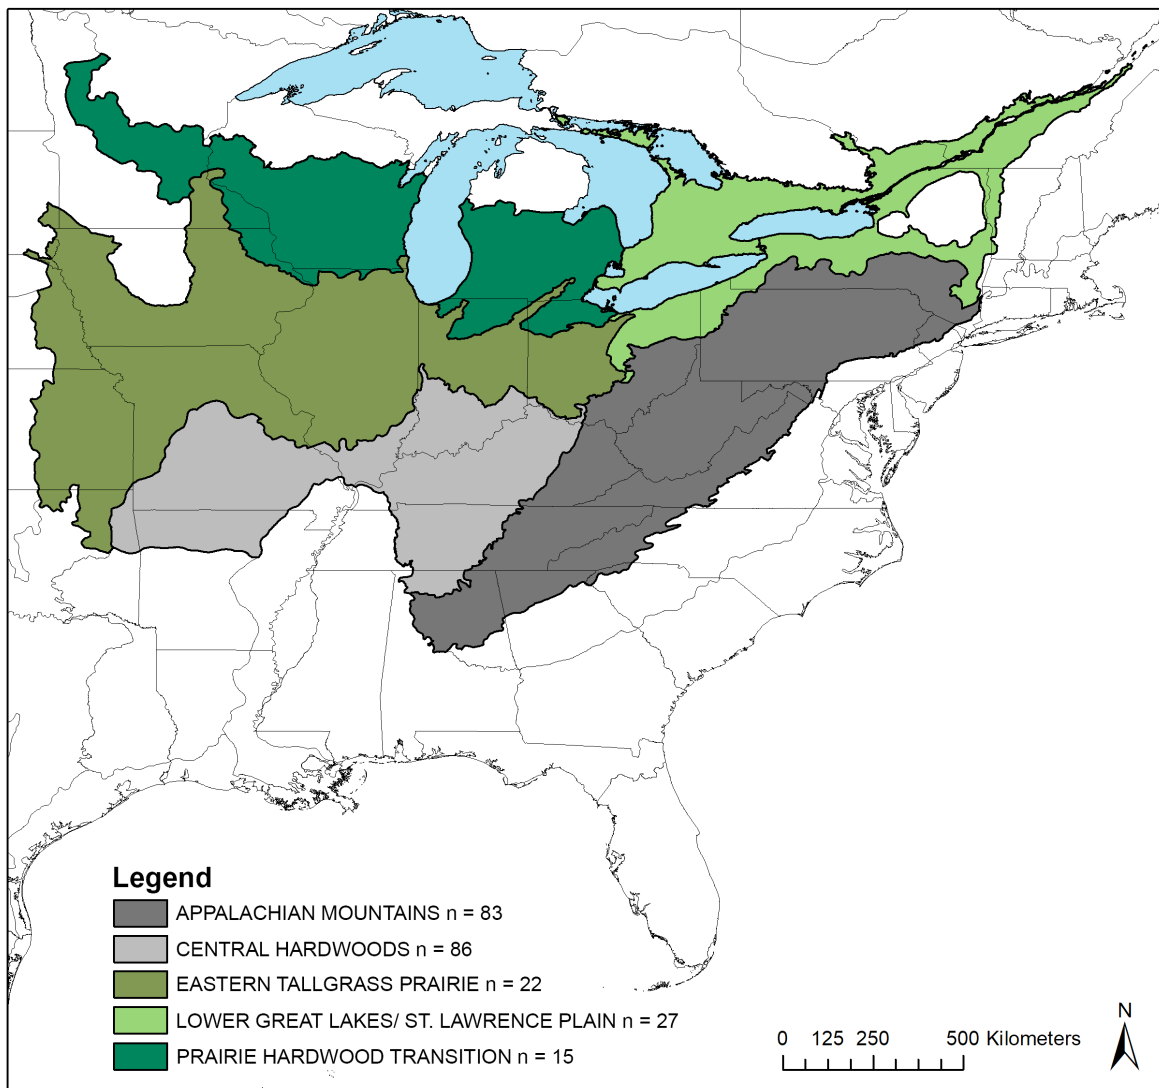 Legend
APPALACHIAN MOUNTAINS n = 83
CENTRAL HARDWOODS n = 86
EASTERN TALLGRASS PRAIRIE n = 22
LOWER GREAT LAKES/ ST. LAWRENCE PLAIN n = 27
PRAIRIE HARDWOOD TRANSITION n = 15
0 125 250 500 Kilometers
N